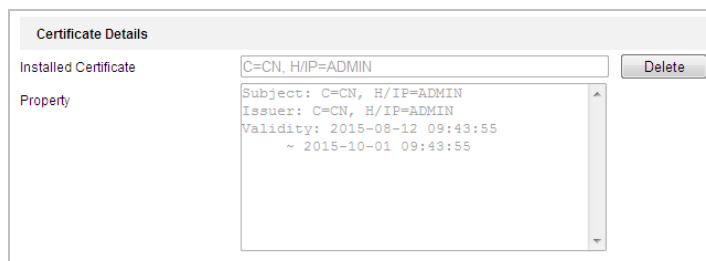 Certificate Details
Installed Certificate C=CN, H/IP=ADMIN Delete
Property Subject: C=CN, H/IP=ADMIN
Issuer: C=CN, H/IP=ADMIN
Validity: 2015-08-12 09:43:55
~ 2015-10-01 09:43:55